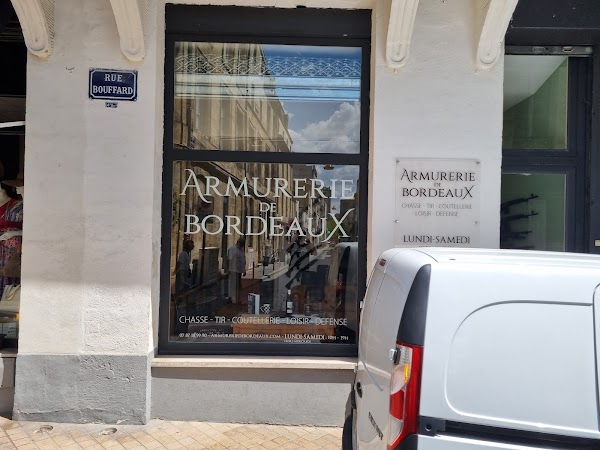 RUE
BOUFFARD
ARMURERIE
DE
BORDEAUX
CHASSE - TIR - COUTELLERIE - LOISIR - DEFENSE
LUNDI-SAMEDI
ARMURERIE
DE
BORDEAUX
CHASSE - TIR - COUTELLERIE
LOISIR - DEFENSE
LUNDI-SAMEDI